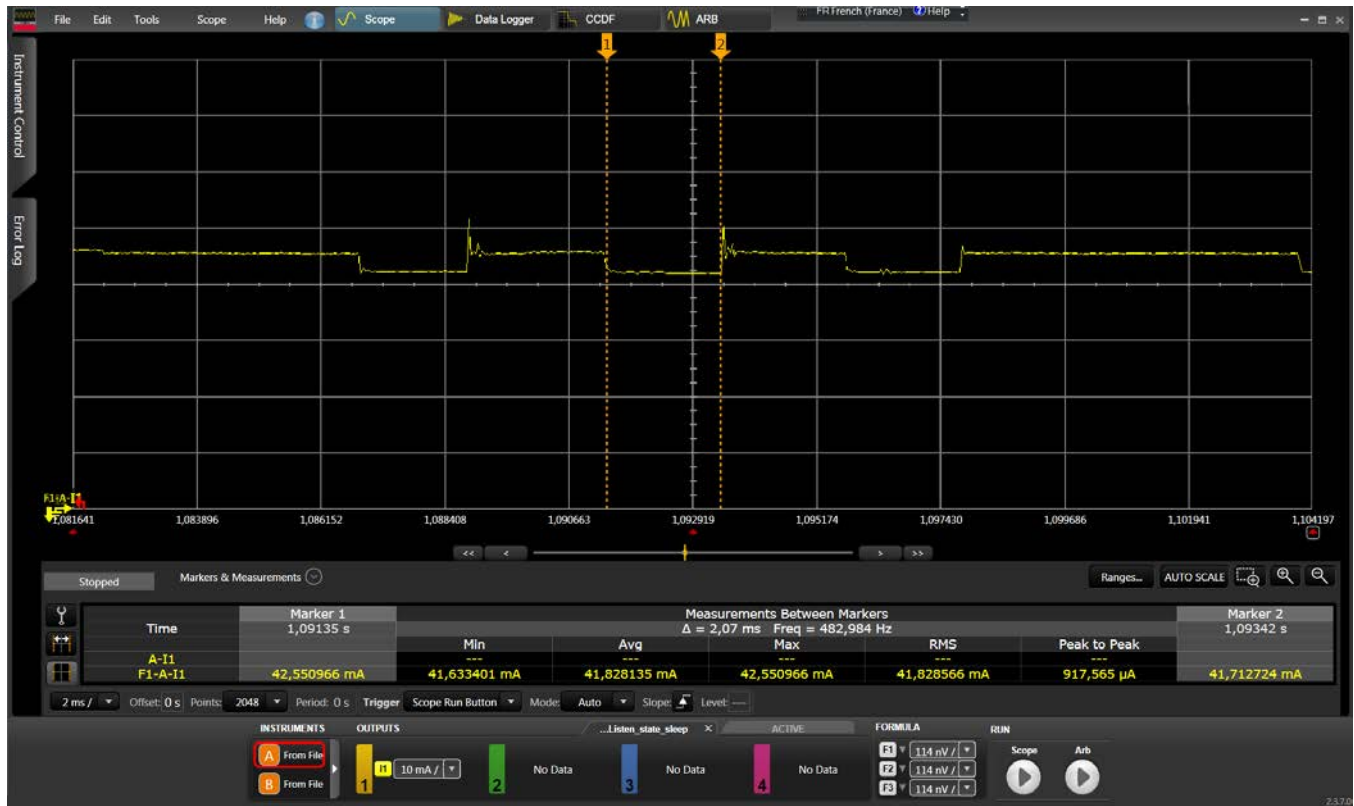 File Edit Tools Scope Help Scope Data Logger CCDF ARB FR French (France) Help
Instrument Control
Error Log
1 2
F1-A-I1
1,081641 1,083896 1,086152 1,088408 1,090663 1,092919 1,095174 1,097430 1,099686 1,101941 1,104197
<< < > >>
Stopped Markers & Measurements Ranges... AUTO SCALE
Marker 1 Measurements Between Markers Marker 2
Time 1,09135 s Δ = 2,07 ms Freq = 482,984 Hz 1,09342 s
Min Avg Max RMS Peak to Peak
A-I1 --- --- --- --- ---
F1-A-I1 42,550966 mA 41,633401 mA 41,828135 mA 42,550966 mA 41,828566 mA 917,565 µA 41,712724 mA
2 ms / Offset: 0 s Points: 2048 Period: 0 s Trigger Scope Run Button Mode: Auto Slope: Level: ---
INSTRUMENTS OUTPUTS ...Listen_state_sleep × ACTIVE FORMULA RUN
A From File 1 I1 10 mA / 2 No Data 3 No Data 4 No Data F1 114 nV / Scope Arb
F2 114 nV /
B From File F3 114 nV /
2.3.7.0